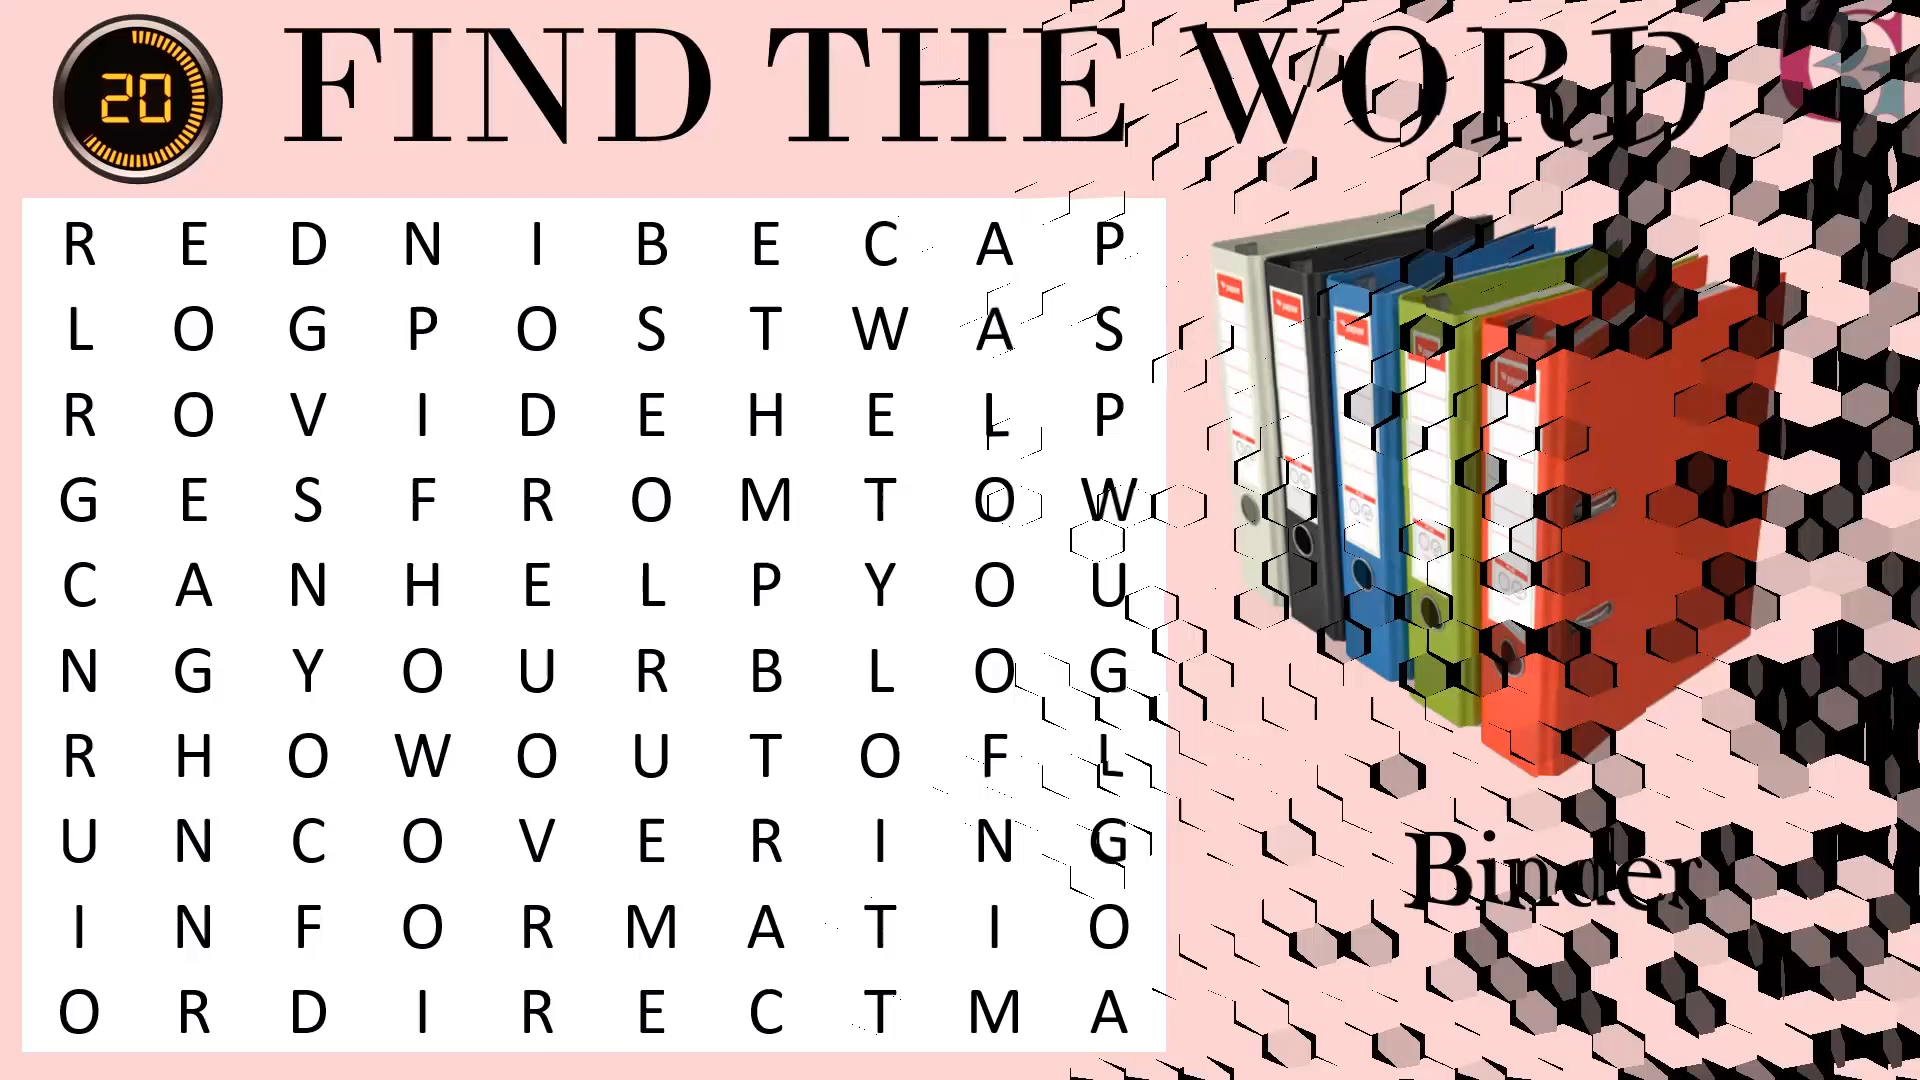 20
FIND THE WORD
R E D N I B E C A P
L O G P O S T W A S
R O V I D E H E L P
G E S F R O M T O W
C A N H E L P Y O U
N G Y O U R B L O G
R H O W O U T O F L
U N C O V E R I N G
I N F O R M A T I O
O R D I R E C T M A
Binder